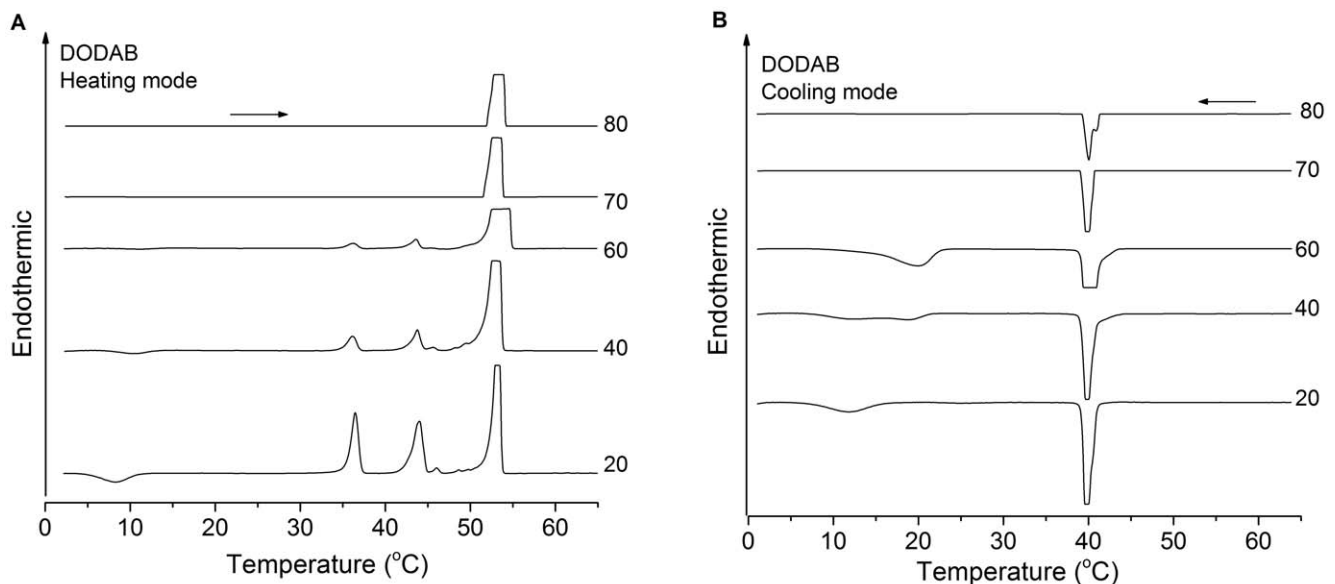 A
DODAB
Heating mode
80
70
60
40
20
Endothermic
0 10 20 30 40 50 60
Temperature (°C)
B
DODAB
Cooling mode
80
70
60
40
20
Endothermic
0 10 20 30 40 50 60
Temperature (°C)